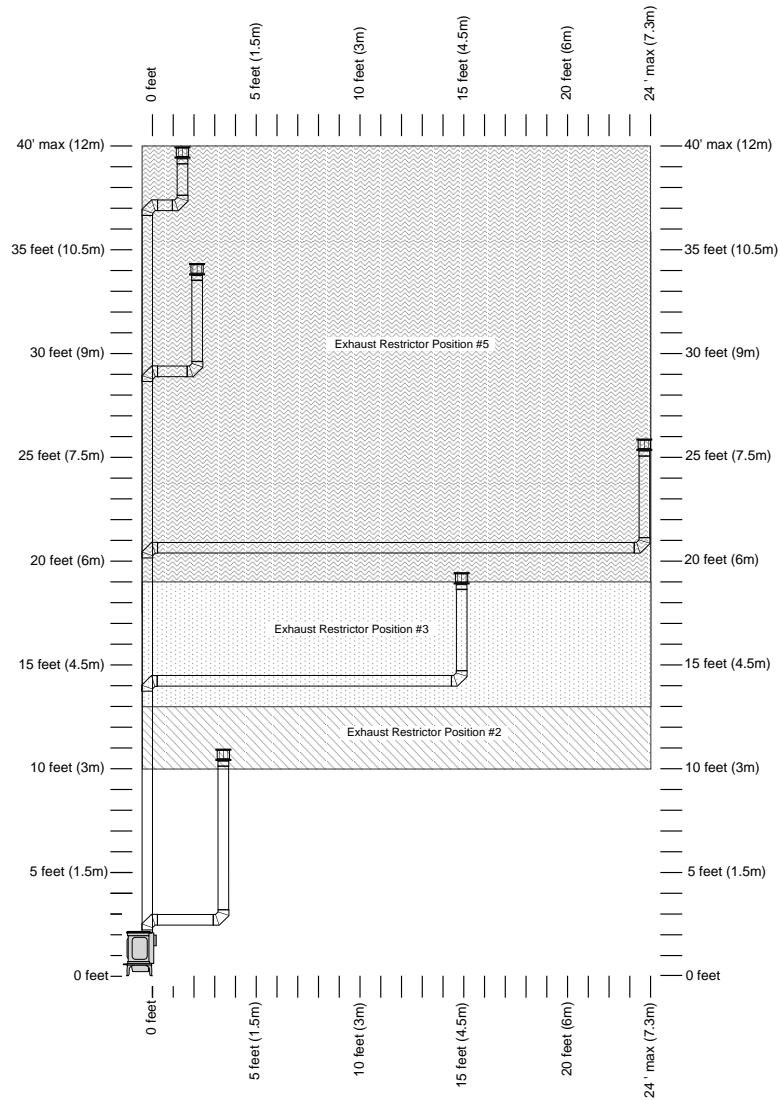 0 feet
5 feet (1.5m)
10 feet (3m)
15 feet (4.5m)
20 feet (6m)
24 ' max (7.3m)
40' max (12m)
40' max (12m)
35 feet (10.5m)
35 feet (10.5m)
Exhaust Restrictor Position #5
30 feet (9m)
30 feet (9m)
25 feet (7.5m)
25 feet (7.5m)
20 feet (6m)
20 feet (6m)
Exhaust Restrictor Position #3
15 feet (4.5m)
15 feet (4.5m)
Exhaust Restrictor Position #2
10 feet (3m)
10 feet (3m)
5 feet (1.5m)
5 feet (1.5m)
0 feet
0 feet
0 feet
5 feet (1.5m)
10 feet (3m)
15 feet (4.5m)
20 feet (6m)
24 ' max (7.3m)